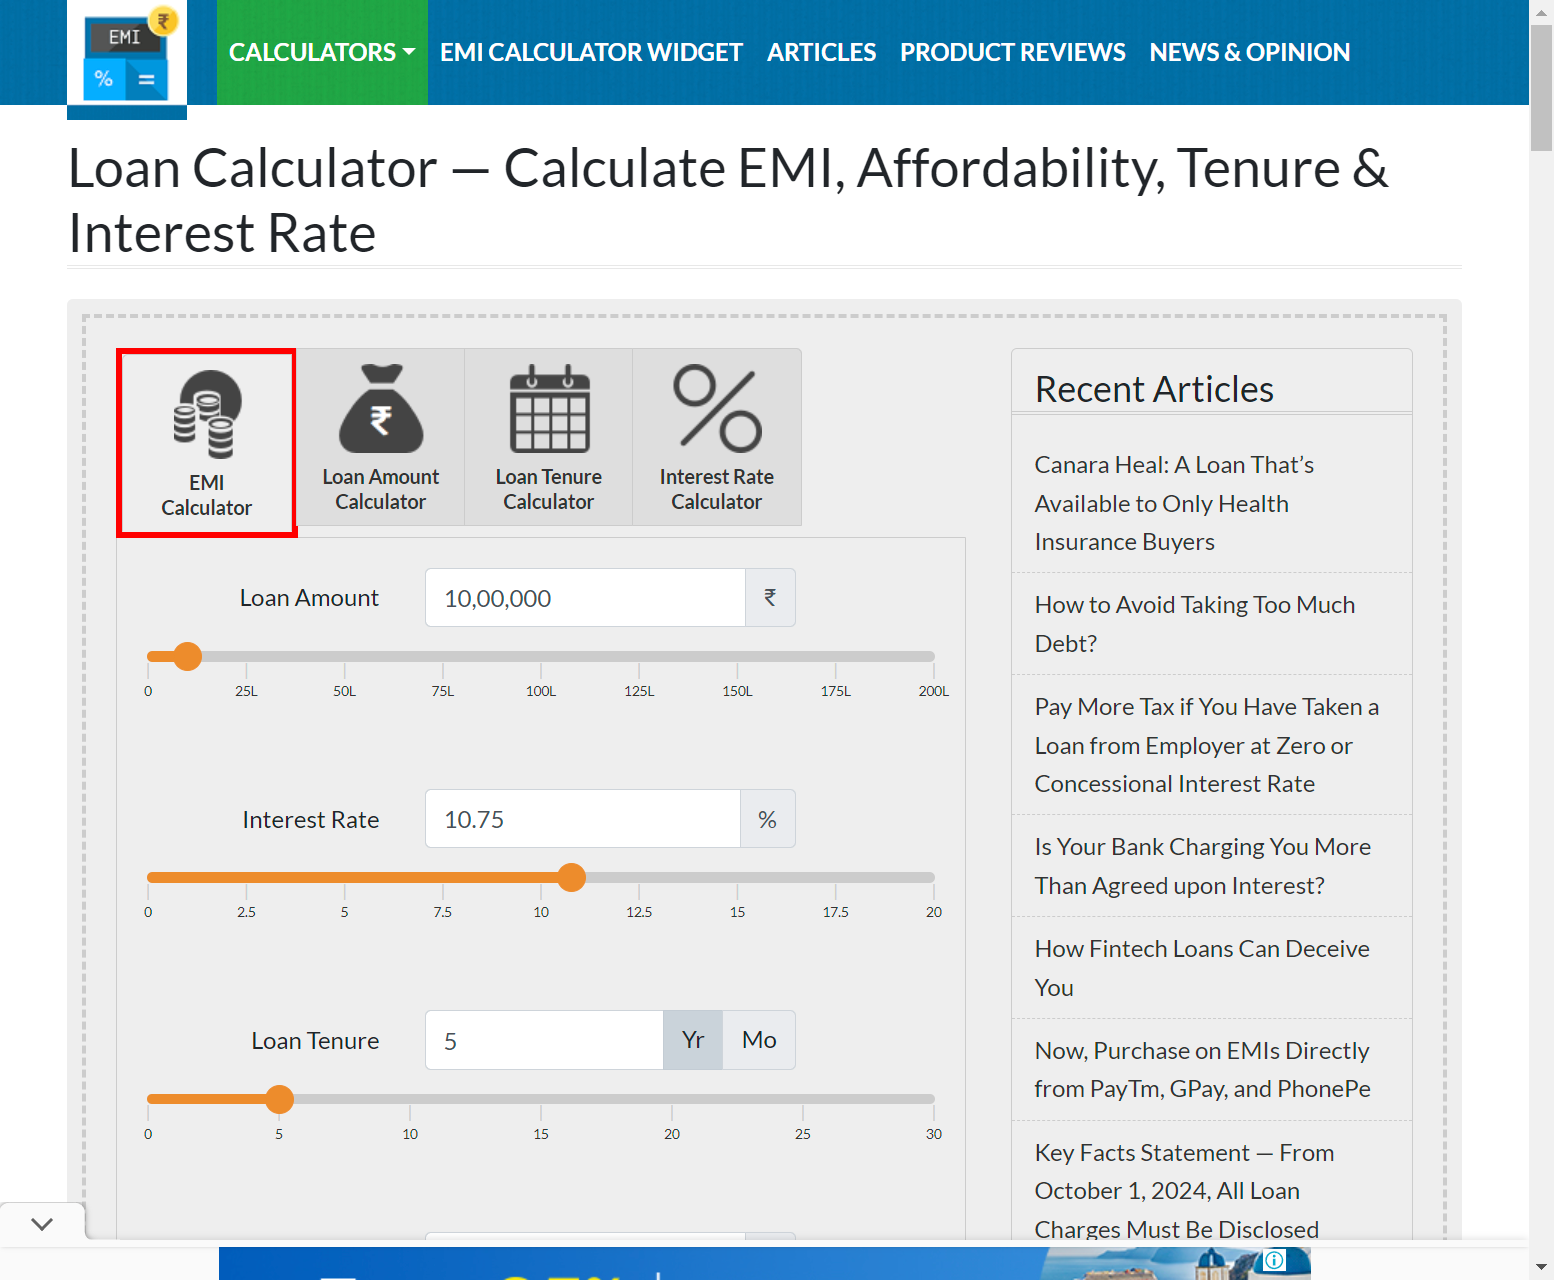 EMI
₹
%
=
CALCULATORS
EMI CALCULATOR WIDGET
ARTICLES
PRODUCT REVIEWS
NEWS & OPINION
Loan Calculator — Calculate EMI, Affordability, Tenure &
Interest Rate
EMI
Calculator
₹
Loan Amount
Calculator
Loan Tenure
Calculator
Interest Rate
Calculator
Loan Amount
10,00,000
₹
0 25L 50L 75L 100L 125L 150L 175L 200L
Interest Rate
10.75
%
0 2.5 5 7.5 10 12.5 15 17.5 20
Loan Tenure
5
Yr
Mo
0 5 10 15 20 25 30
Recent Articles
Canara Heal: A Loan That’s
Available to Only Health
Insurance Buyers
How to Avoid Taking Too Much
Debt?
Pay More Tax if You Have Taken a
Loan from Employer at Zero or
Concessional Interest Rate
Is Your Bank Charging You More
Than Agreed upon Interest?
How Fintech Loans Can Deceive
You
Now, Purchase on EMIs Directly
from PayTm, GPay, and PhonePe
Key Facts Statement — From
October 1, 2024, All Loan
Charges Must Be Disclosed